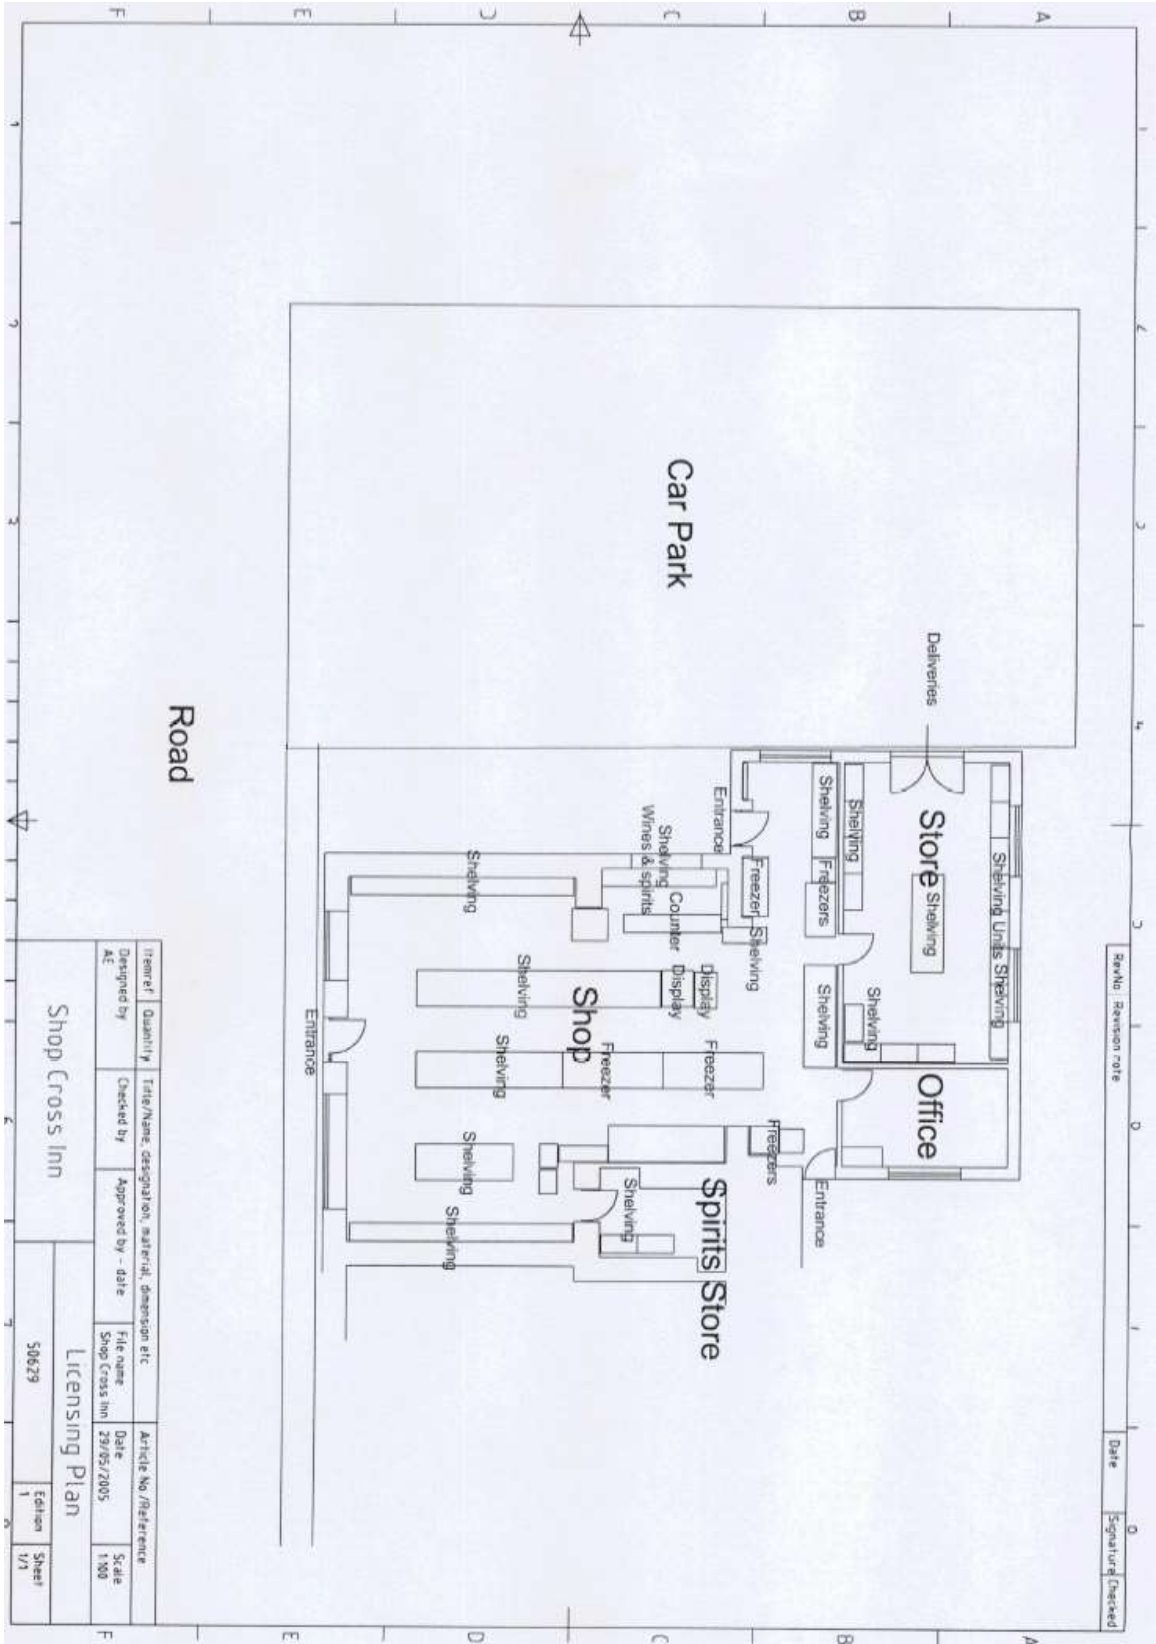 RevNo
Revision note
Date
Signature
Checked
Car Park
Deliveries
Shelving Units
Shelving
Store
Shelving
Shelving
Shelving
Shelving
Freezers
Shelving
Office
Entrance
Freezer
Shelving
Entrance
Freezers
Shelving
Wines & spirits
Counter
Display
Display
Freezer
Freezer
Shop
Spirits Store
Shelving
Shelving
Shelving
Shelving
Shelving
Shelving
Entrance
Road
Itemref
Quantity
Title/Name, designation, material, dimension etc
Article No./Reference
Designed by
AE
Checked by
Approved by - date
File name
Shop Cross Inn
Date
29/05/2005
Scale
1:100
Shop Cross Inn
Licensing Plan
50629
Edition
1
Sheet
1/1